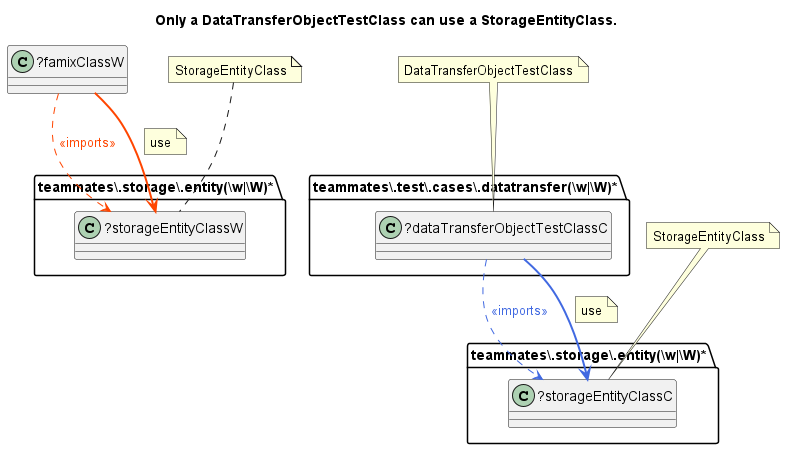 Only a DataTransferObjectTestClass can use a StorageEntityClass.
C ?famixClassW
StorageEntityClass
DataTransferObjectTestClass
«imports»
use
teammates\.storage\.entity(\w|\W)*
teammates\.test\.cases\.datatransfer(\w|\W)*
C ?storageEntityClassW
C ?dataTransferObjectTestClassC
StorageEntityClass
«imports»
use
teammates\.storage\.entity(\w|\W)*
C ?storageEntityClassC